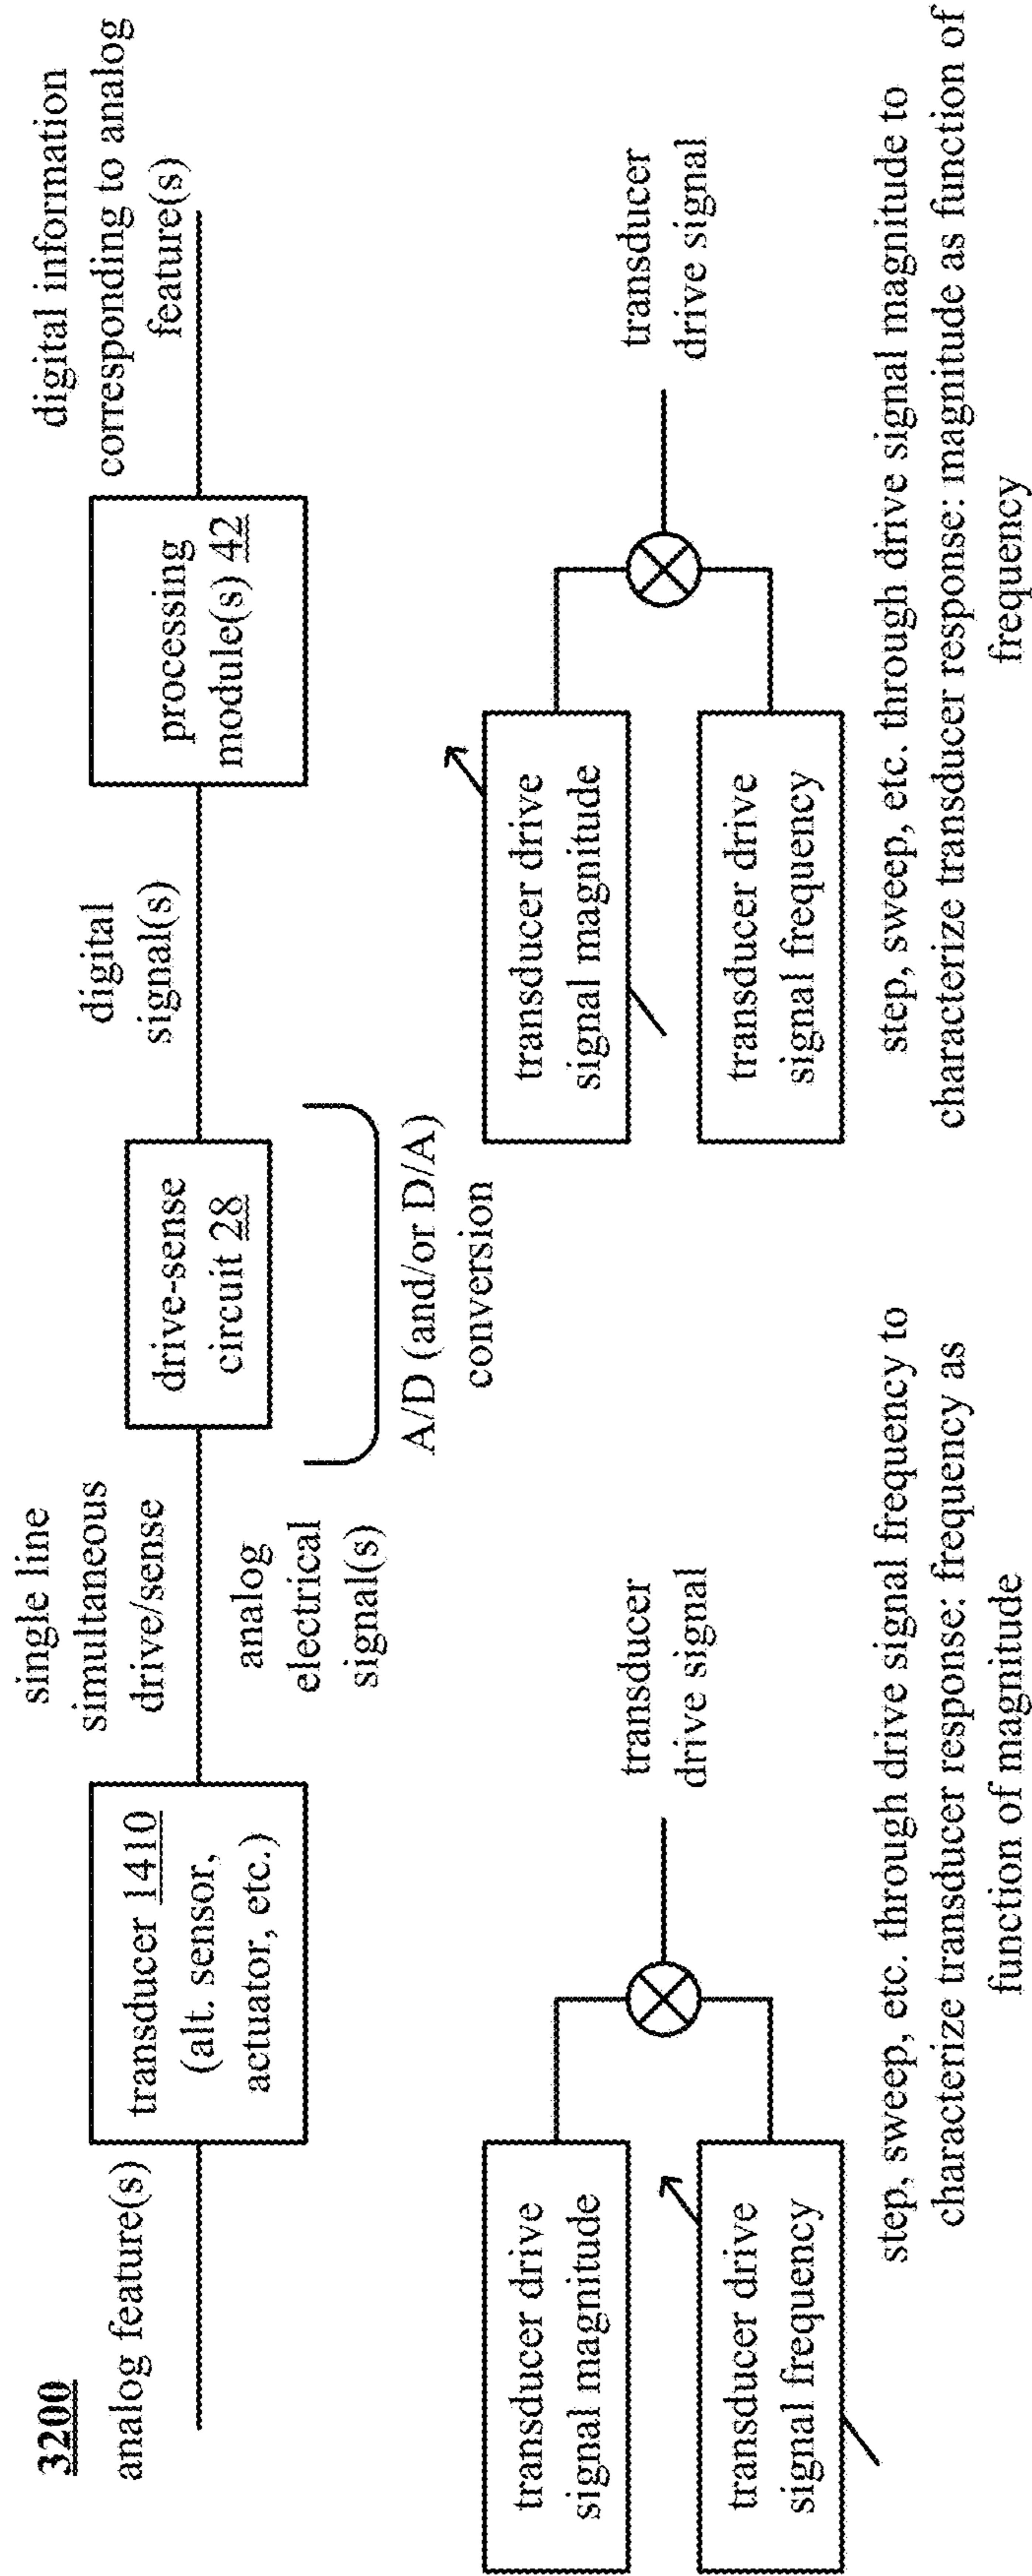 3200
analog feature(s)
transducer 1410
(alt. sensor,
actuator, etc.)
single line
simultaneous
drive/sense
analog
electrical
signal(s)
drive-sense
circuit 28
A/D (and/or D/A)
conversion
digital
signal(s)
processing
module(s) 42
digital information
corresponding to analog
feature(s)
transducer drive
signal magnitude
transducer drive
signal frequency
transducer
drive signal
step, sweep, etc. through drive signal frequency to
characterize transducer response: frequency as
function of magnitude
transducer drive
signal magnitude
transducer drive
signal frequency
transducer
drive signal
step, sweep, etc. through drive signal magnitude to
characterize transducer response: magnitude as function of
frequency